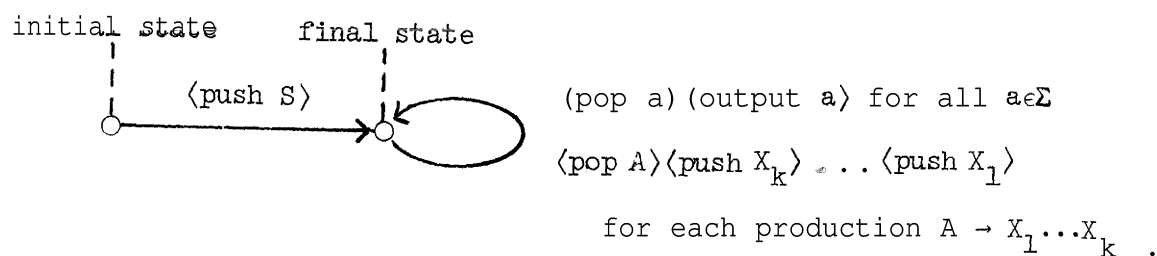 initial state final state
⟨push S⟩
(pop a)(output a⟩ for all aϵΣ
⟨pop A⟩⟨push X_k⟩ ... ⟨push X_1⟩
for each production A → X_1...X_k .